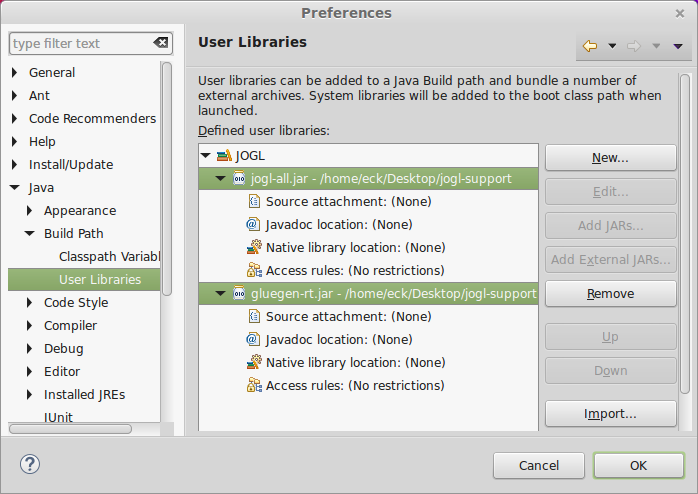 Preferences
type filter text
General
Ant
Code Recommenders
Help
Install/Update
Java
Appearance
Build Path
Classpath Variabl
User Libraries
Code Style
Compiler
Debug
Editor
Installed JREs
JUnit
User Libraries
User libraries can be added to a Java Build path and bundle a number of
external archives. System libraries will be added to the boot class path when
launched.
Defined user libraries:
JOGL
jogl-all.jar - /home/eck/Desktop/jogl-support
Source attachment: (None)
Javadoc location: (None)
Native library location: (None)
Access rules: (No restrictions)
gluegen-rt.jar - /home/eck/Desktop/jogl-support
Source attachment: (None)
Javadoc location: (None)
Native library location: (None)
Access rules: (No restrictions)
New...
Edit...
Add JARs...
Add External JARs...
Remove
Up
Down
Import...
Cancel
OK